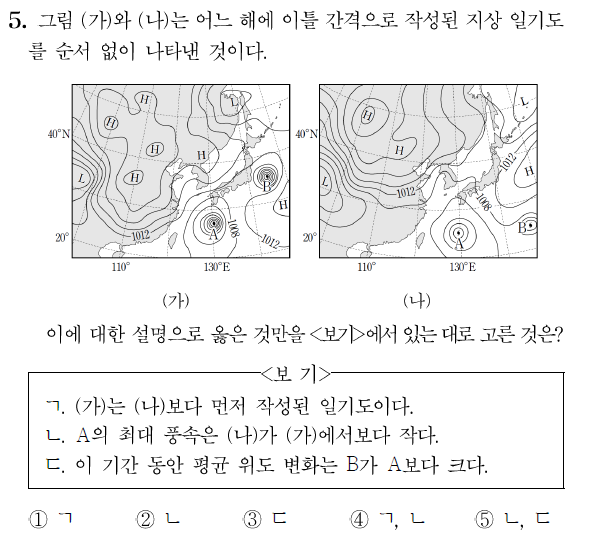 5. 그림 (가)와 (나)는 어느 해에 이틀 간격으로 작성된 지상 일기도
를 순서 없이 나타낸 것이다.
H
H
H
H
H
L
L
A
B
H
1008
1012
1012
40°N
20°
110°
130°E
(가)
H
H
L
L
H
A
B
1012
1012
1008
40°N
20°
110°
130°E
(나)
이에 대한 설명으로 옳은 것만을 <보기>에서 있는 대로 고른 것은?
<보 기>
ㄱ. (가)는 (나)보다 먼저 작성된 일기도이다.
ㄴ. A의 최대 풍속은 (나)가 (가)에서보다 작다.
ㄷ. 이 기간 동안 평균 위도 변화는 B가 A보다 크다.
① ㄱ ② ㄴ ③ ㄷ ④ ㄱ, ㄴ ⑤ ㄴ, ㄷ